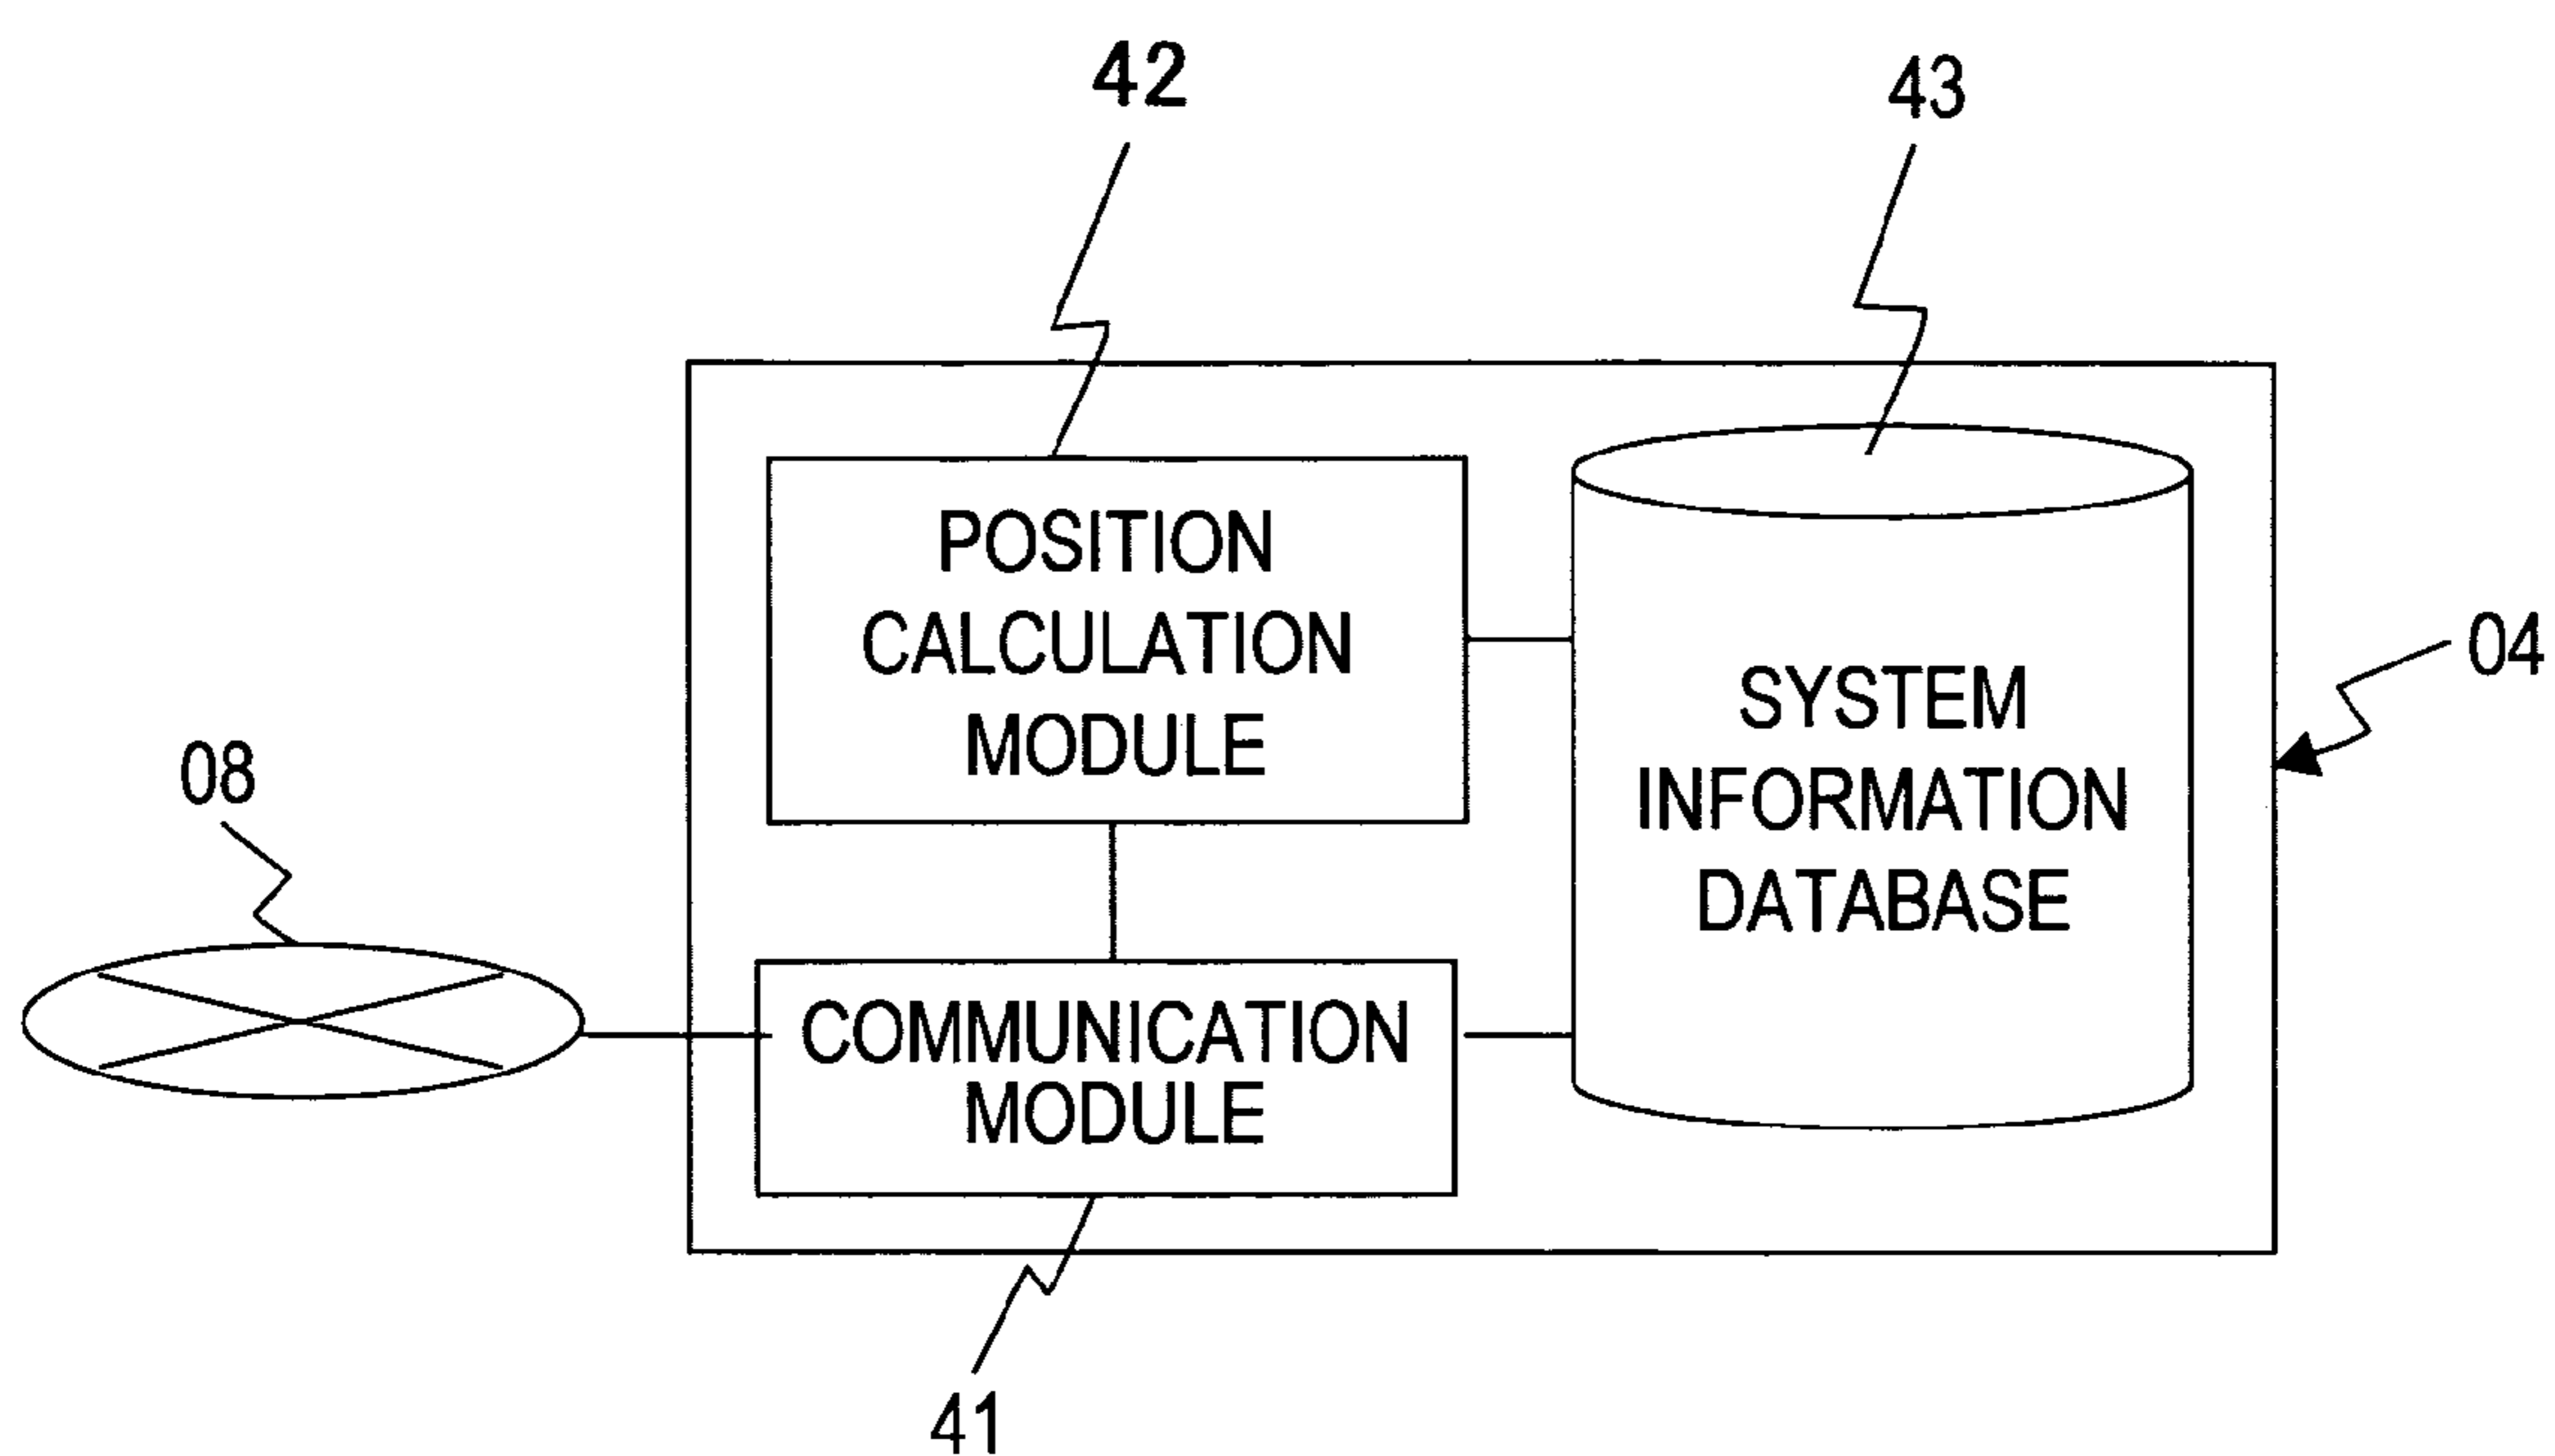 42
43
POSITION
CALCULATION
MODULE
SYSTEM
INFORMATION
DATABASE
04
08
COMMUNICATION
MODULE
41